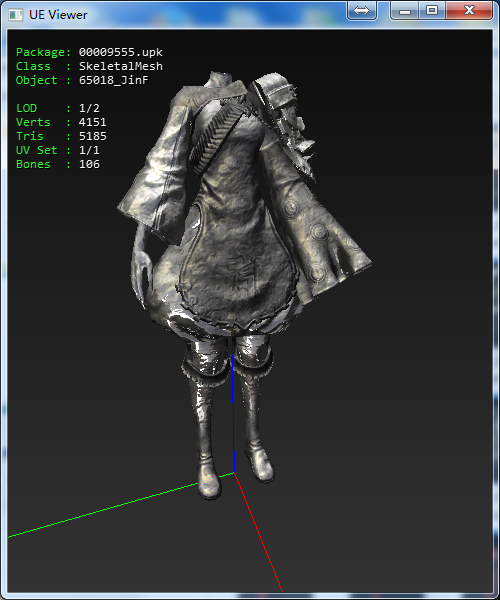 UE Viewer
Package: 00009555.upk
Class  : SkeletalMesh
Object : 65018_JinF
LOD    : 1/2
Verts  : 4151
Tris   : 5185
UV Set : 1/1
Bones  : 106